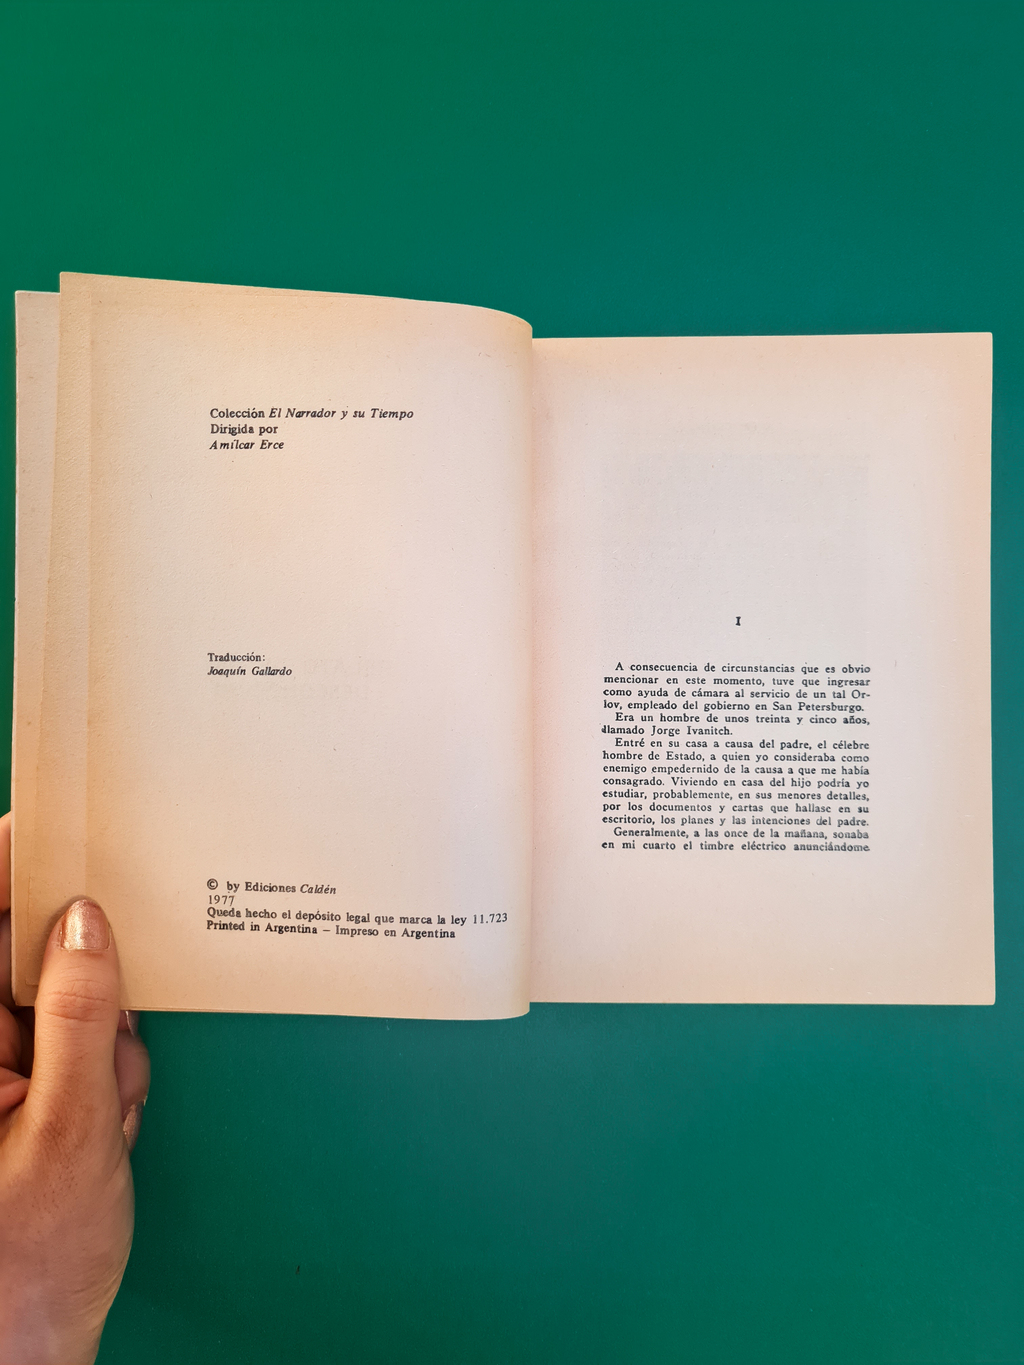 Colección El Narrador y su Tiempo
Dirigida por
Amílcar Erce
Traducción:
Joaquín Gallardo
© by Ediciones Caldén
1977
Queda hecho el depósito legal que marca la ley 11.723
Printed in Argentina — Impreso en Argentina
I
A consecuencia de circunstancias que es obvio
mencionar en este momento, tuve que ingresar
como ayuda de cámara al servicio de un tal Or-
lov, empleado del gobierno en San Petersburgo.
Era un hombre de unos treinta y cinco años,
llamado Jorge Ivanitch.
Entré en su casa a causa del padre, el célebre
hombre de Estado, a quien yo consideraba como
enemigo empedernido de la causa a que me había
consagrado. Viviendo en casa del hijo podría yo
estudiar, probablemente, en sus menores detalles,
por los documentos y cartas que hallase en su
escritorio, los planes y las intenciones del padre.
Generalmente, a las once de la mañana, sonaba
en mi cuarto el timbre eléctrico anunciándome